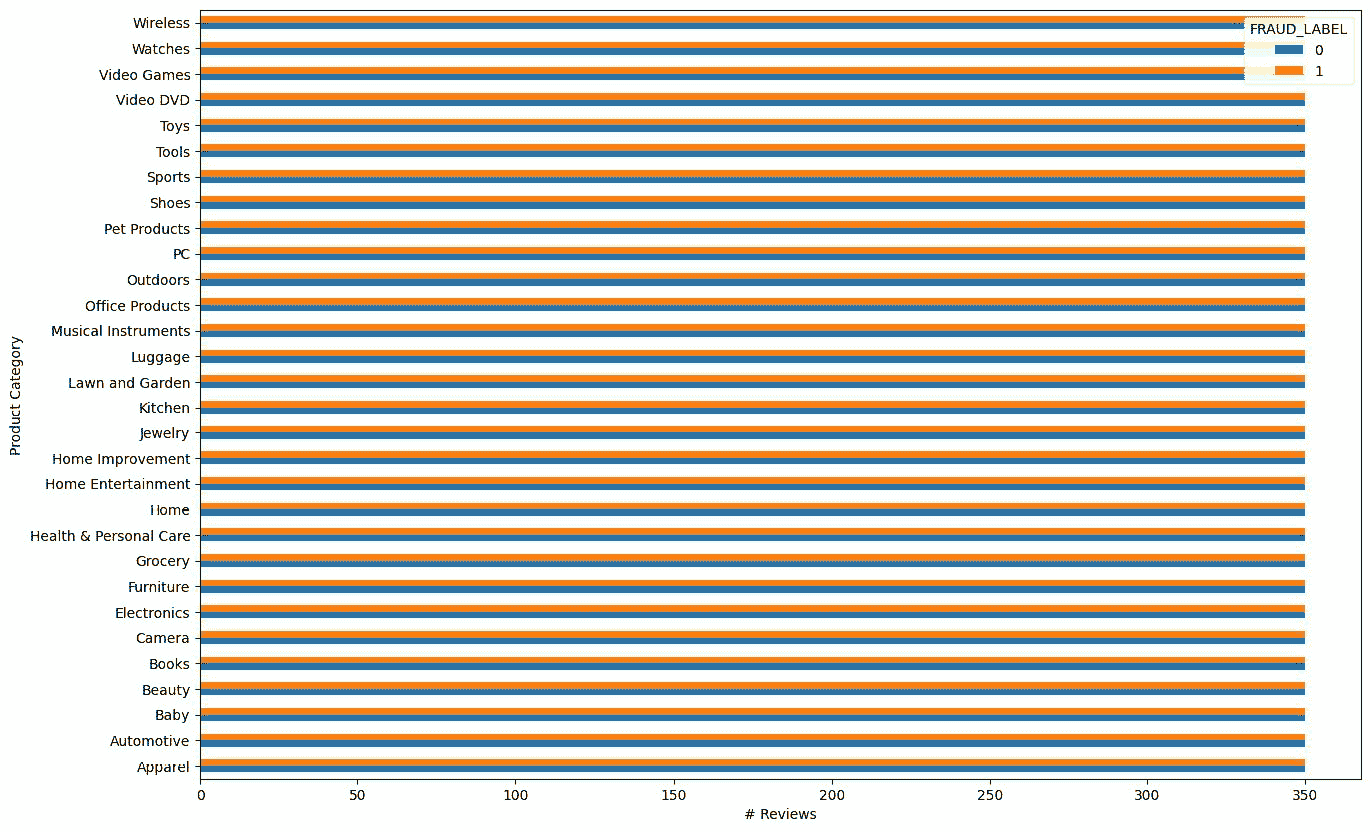 FRAUD_LABEL
0
1
Wireless
Watches
Video Games
Video DVD
Toys
Tools
Sports
Shoes
Pet Products
PC
Outdoors
Office Products
Musical Instruments
Luggage
Lawn and Garden
Kitchen
Jewelry
Home Improvement
Home Entertainment
Home
Health & Personal Care
Grocery
Furniture
Electronics
Camera
Books
Beauty
Baby
Automotive
Apparel
Product Category
0 50 100 150 200 250 300 350
# Reviews